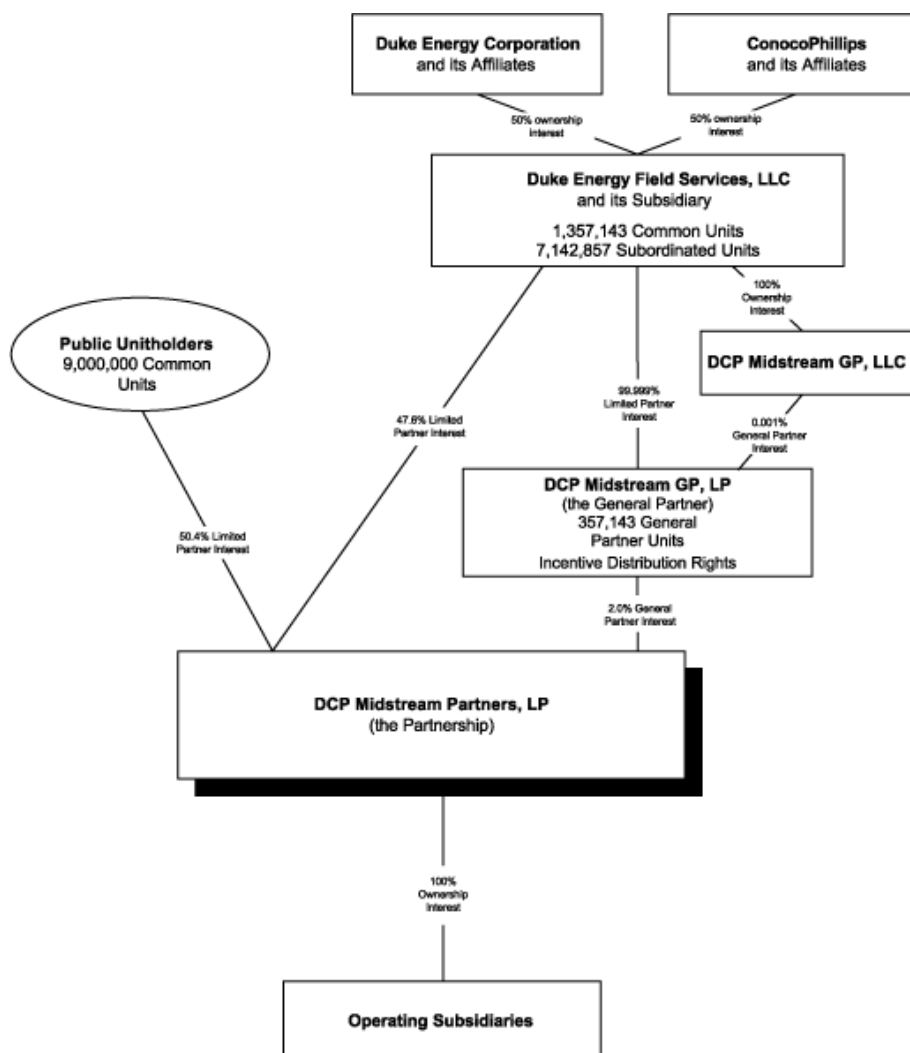 Duke Energy Corporation
and its Affiliates
ConocoPhillips
and its Affiliates
50% ownership
interest
50% ownership
interest
Duke Energy Field Services, LLC
and its Subsidiary
1,357,143 Common Units
7,142,857 Subordinated Units
100%
Ownership
Interest
Public Unitholders
9,000,000 Common
Units
DCP Midstream GP, LLC
99.999%
Limited Partner
Interest
47.6% Limited
Partner Interest
0.001%
General Partner
Interest
DCP Midstream GP, LP
(the General Partner)
357,143 General
Partner Units
Incentive Distribution Rights
50.4% Limited
Partner Interest
2.0% General
Partner Interest
DCP Midstream Partners, LP
(the Partnership)
100%
Ownership
Interest
Operating Subsidiaries